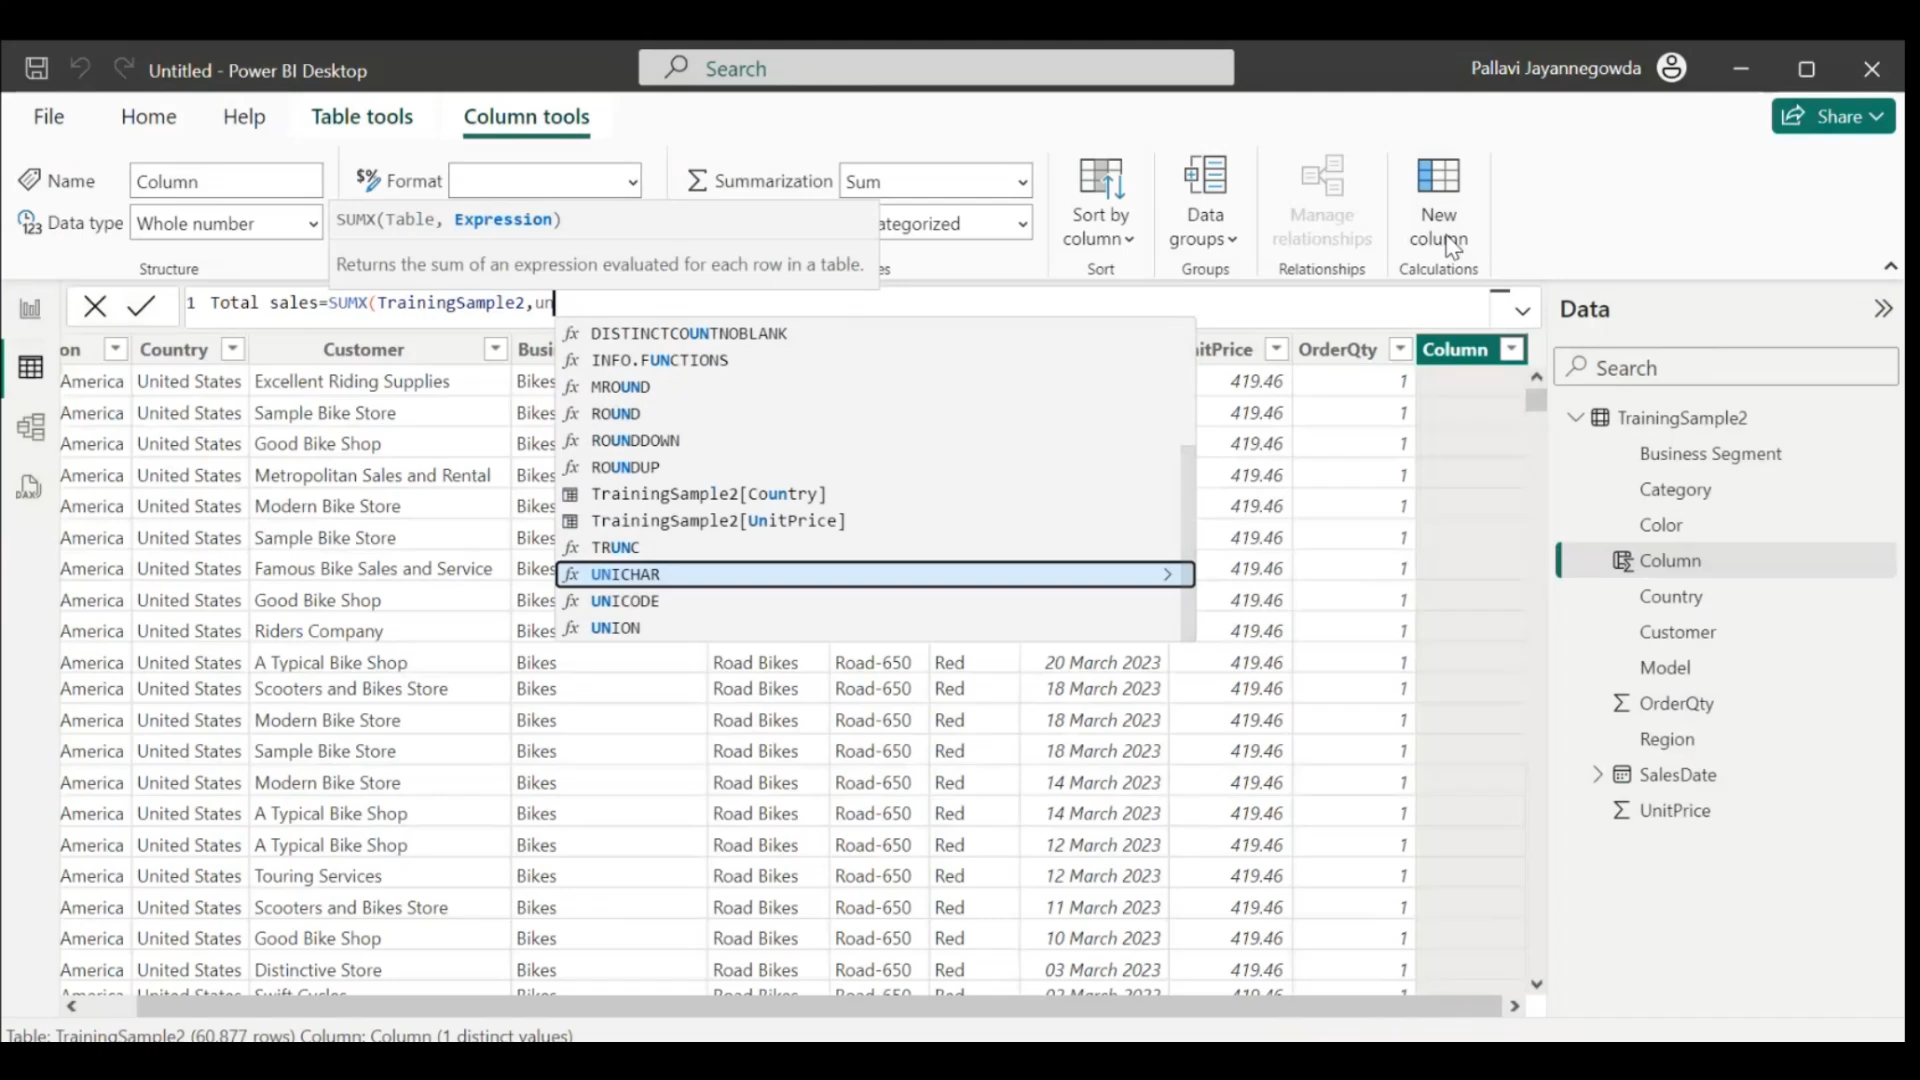 Untitled - Power BI Desktop
Search
Pallavi Jayannegowda
File Home Help Table tools Column tools
Share
Name Column
Format
Summarization Sum
Data type Whole number
SUMX(Table, Expression)
ategorized
Returns the sum of an expression evaluated for each row in a table.
Structure
es
Sort by column
Sort
Data groups
Groups
Manage relationships
Relationships
New column
Calculations
1 Total sales=SUMX(TrainingSample2,un
DISTINCTCOUNTNOBLANK
INFO.FUNCTIONS
MROUND
ROUND
ROUNDDOWN
ROUNDUP
TrainingSample2[Country]
TrainingSample2[UnitPrice]
TRUNC
UNICHAR
UNICODE
UNION
on Country Customer Busi itPrice OrderQty Column
America United States Excellent Riding Supplies Bikes 419.46 1
America United States Sample Bike Store Bikes 419.46 1
America United States Good Bike Shop Bikes 419.46 1
America United States Metropolitan Sales and Rental Bikes 419.46 1
America United States Modern Bike Store Bikes 419.46 1
America United States Sample Bike Store Bikes 419.46 1
America United States Famous Bike Sales and Service Bikes 419.46 1
America United States Good Bike Shop Bikes 419.46 1
America United States Riders Company Bikes 419.46 1
America United States A Typical Bike Shop Bikes Road Bikes Road-650 Red 20 March 2023 419.46 1
America United States Scooters and Bikes Store Bikes Road Bikes Road-650 Red 18 March 2023 419.46 1
America United States Modern Bike Store Bikes Road Bikes Road-650 Red 18 March 2023 419.46 1
America United States Sample Bike Store Bikes Road Bikes Road-650 Red 18 March 2023 419.46 1
America United States Modern Bike Store Bikes Road Bikes Road-650 Red 14 March 2023 419.46 1
America United States A Typical Bike Shop Bikes Road Bikes Road-650 Red 14 March 2023 419.46 1
America United States A Typical Bike Shop Bikes Road Bikes Road-650 Red 12 March 2023 419.46 1
America United States Touring Services Bikes Road Bikes Road-650 Red 12 March 2023 419.46 1
America United States Scooters and Bikes Store Bikes Road Bikes Road-650 Red 11 March 2023 419.46 1
America United States Good Bike Shop Bikes Road Bikes Road-650 Red 10 March 2023 419.46 1
America United States Distinctive Store Bikes Road Bikes Road-650 Red 03 March 2023 419.46 1
Data
Search
TrainingSample2
Business Segment
Category
Color
Column
Country
Customer
Model
OrderQty
Region
SalesDate
UnitPrice
DAX
Table: TrainingSample2 (60,877 rows) Column: Column (1 distinct values)